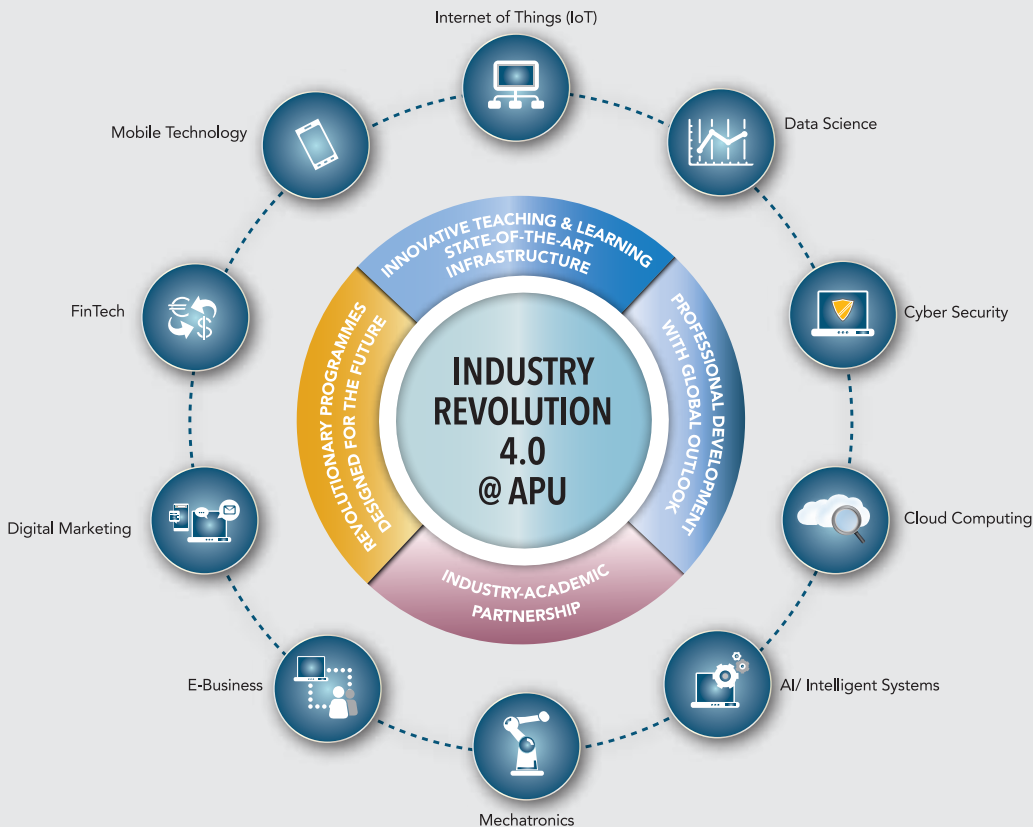 Internet of Things (IoT)
Data Science
Cyber Security
Cloud Computing
AI/ Intelligent Systems
Mechatronics
E-Business
Digital Marketing
FinTech
Mobile Technology
INNOVATIVE TEACHING & LEARNING
STATE-OF-THE-ART
INFRASTRUCTURE
PROFESSIONAL DEVELOPMENT
WITH GLOBAL OUTLOOK
INDUSTRY-ACADEMIC
PARTNERSHIP
REVOLUTIONARY PROGRAMMES
DESIGNED FOR THE FUTURE
INDUSTRY
REVOLUTION
4.0
@ APU
€
$